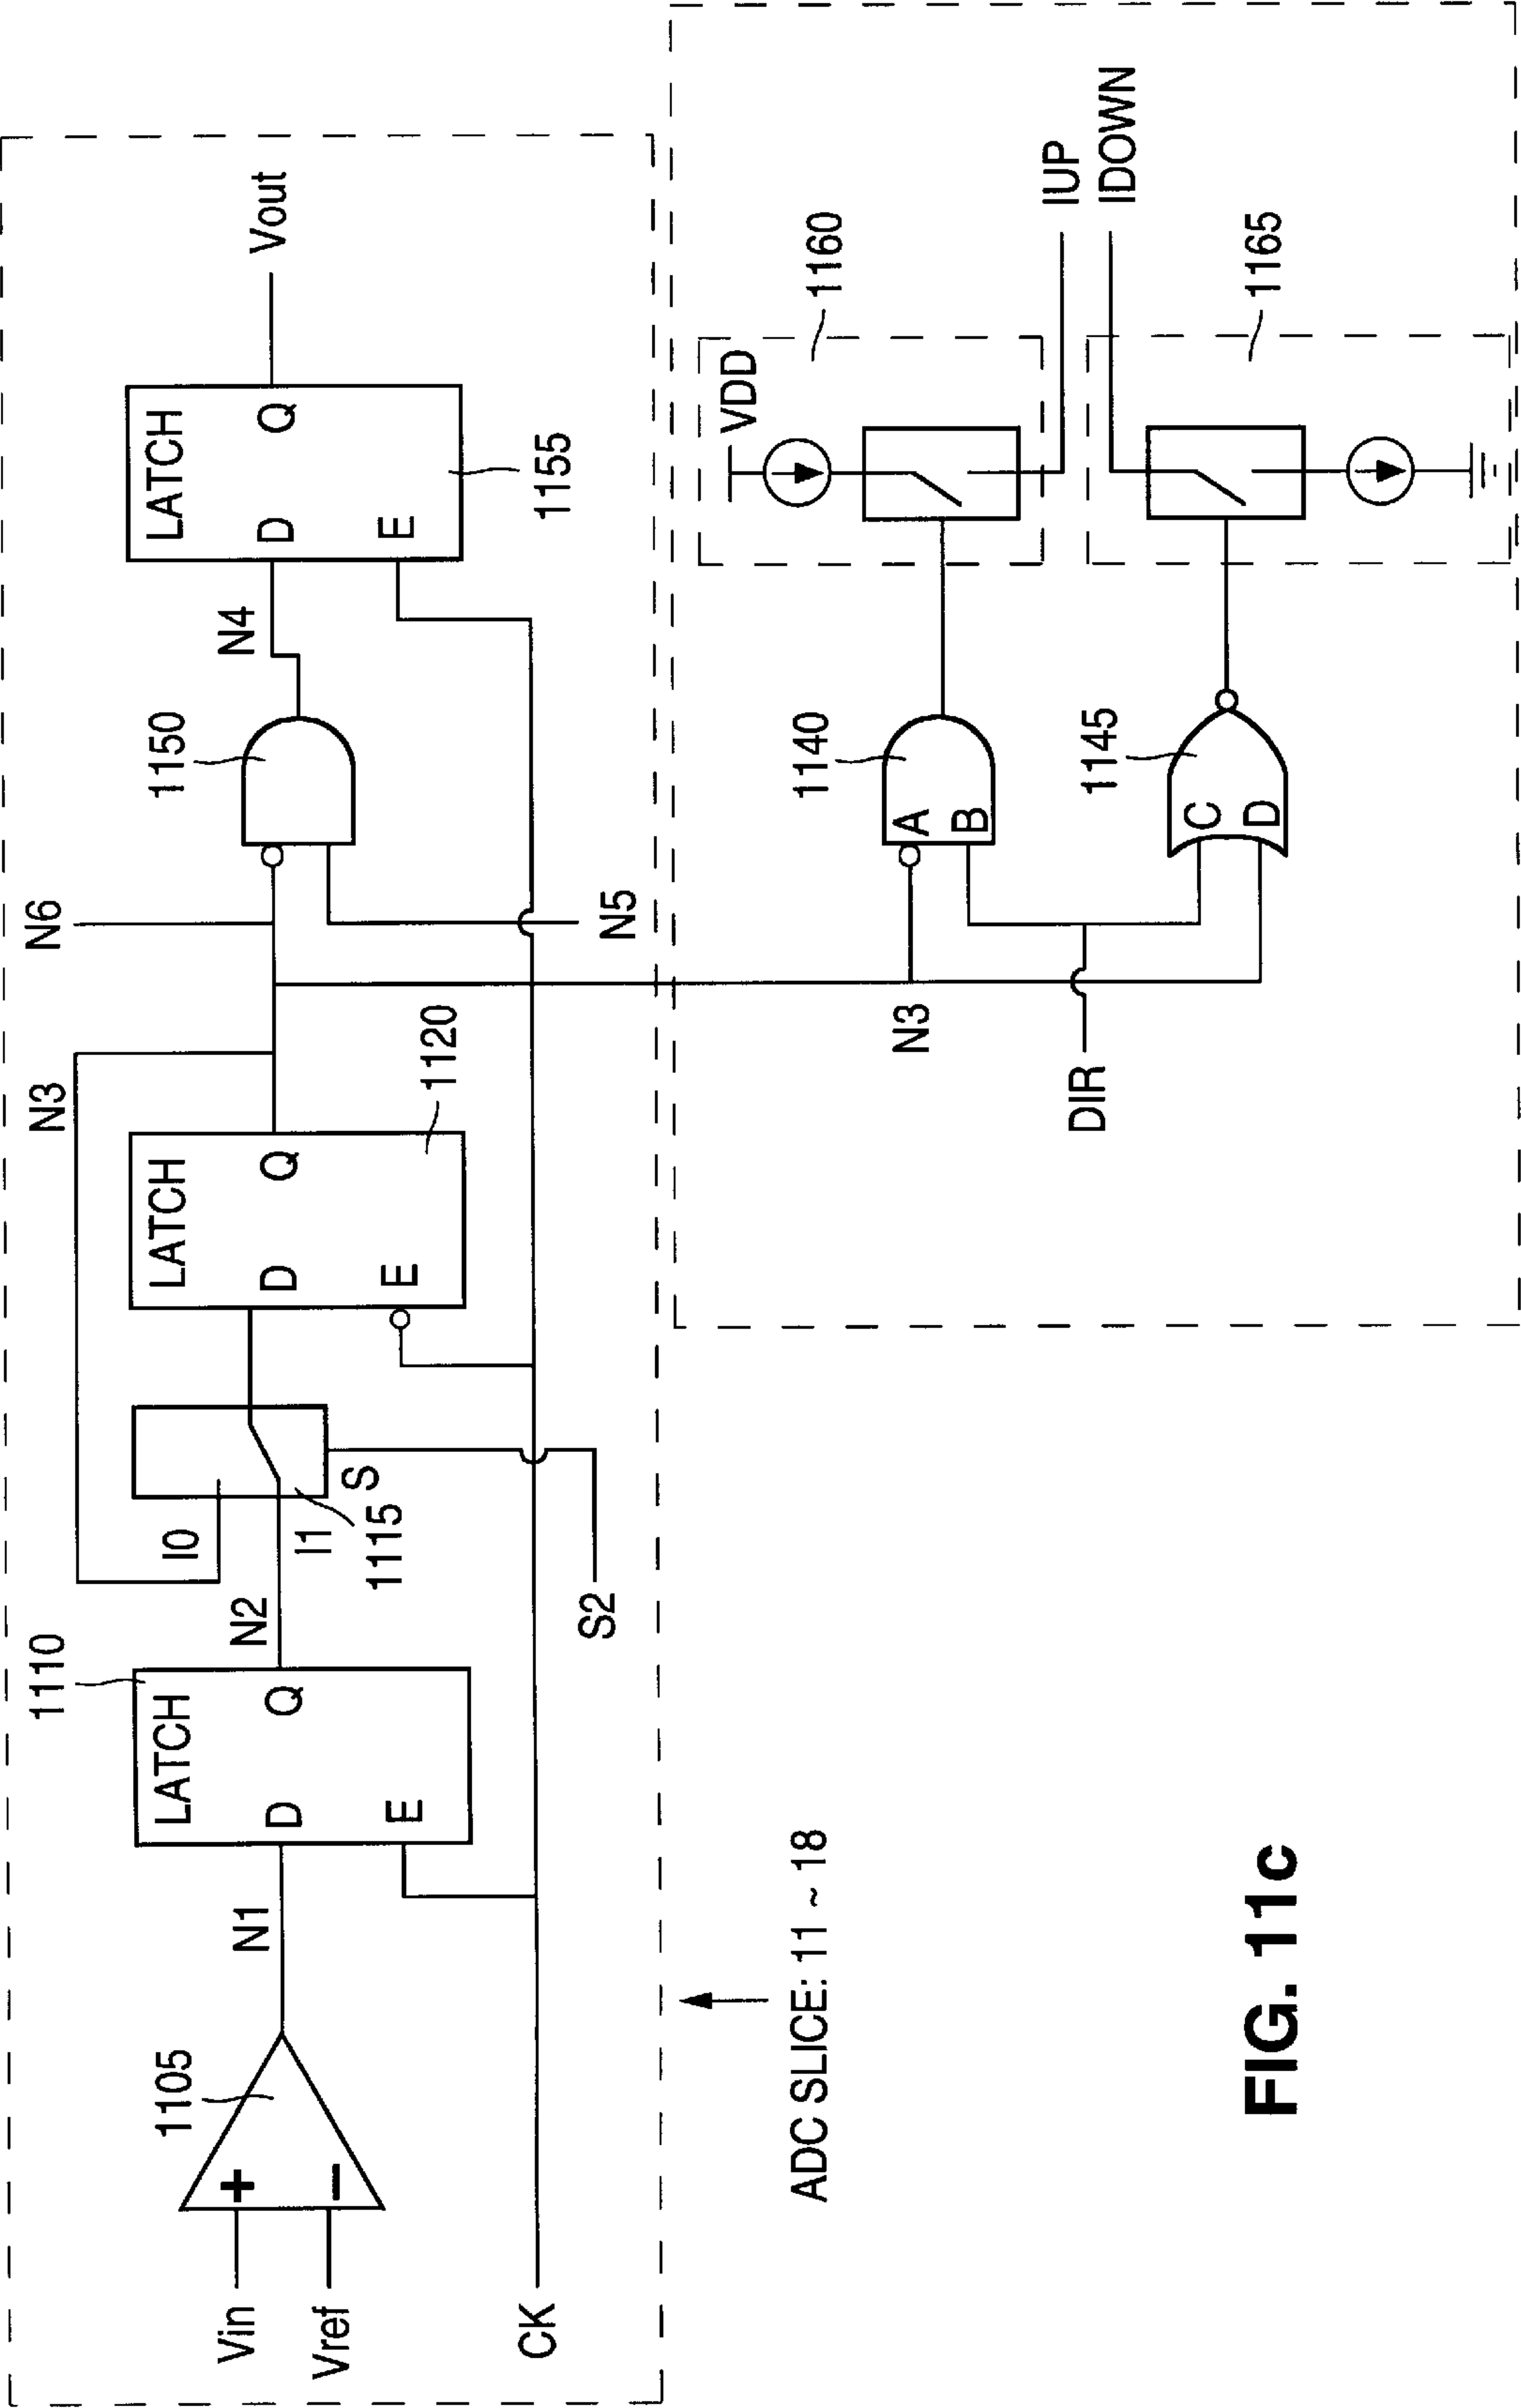 Vin
Vref
CK
+
−
1105
N1
1110
LATCH
D
Q
E
N2
I0
I1
S
1115
S2
N3
LATCH
D
Q
E
1120
N6
N5
1150
N4
LATCH
D
Q
E
1155
Vout
ADC SLICE: 11 ~ 18
N3
DIR
A
B
1140
C
D
1145
VDD
1160
IUP
IDOWN
1165
FIG. 11c